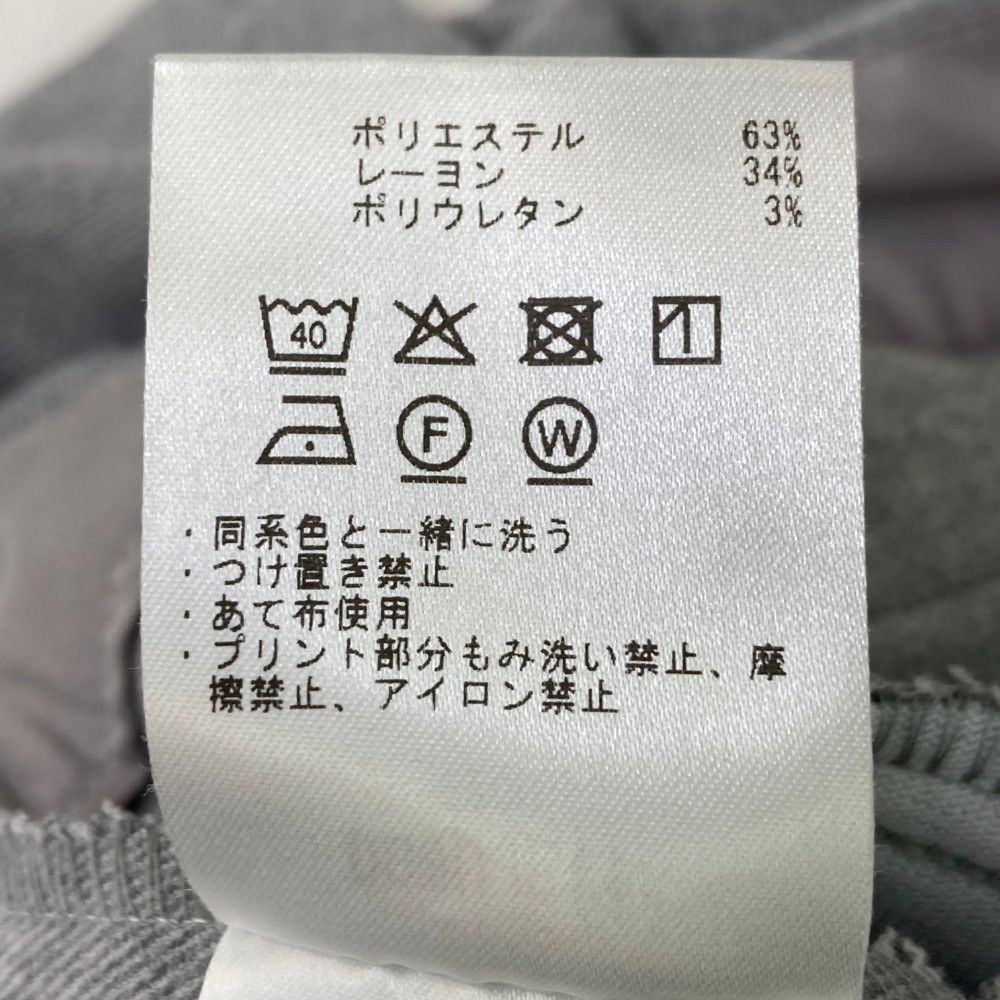 ポリエステル 63%
レーヨン 34%
ポリウレタン 3%
40
F W
・同系色と一緒に洗う
・つけ置き禁止
・あて布使用
・プリント部分もみ洗い禁止、摩
擦禁止、アイロン禁止